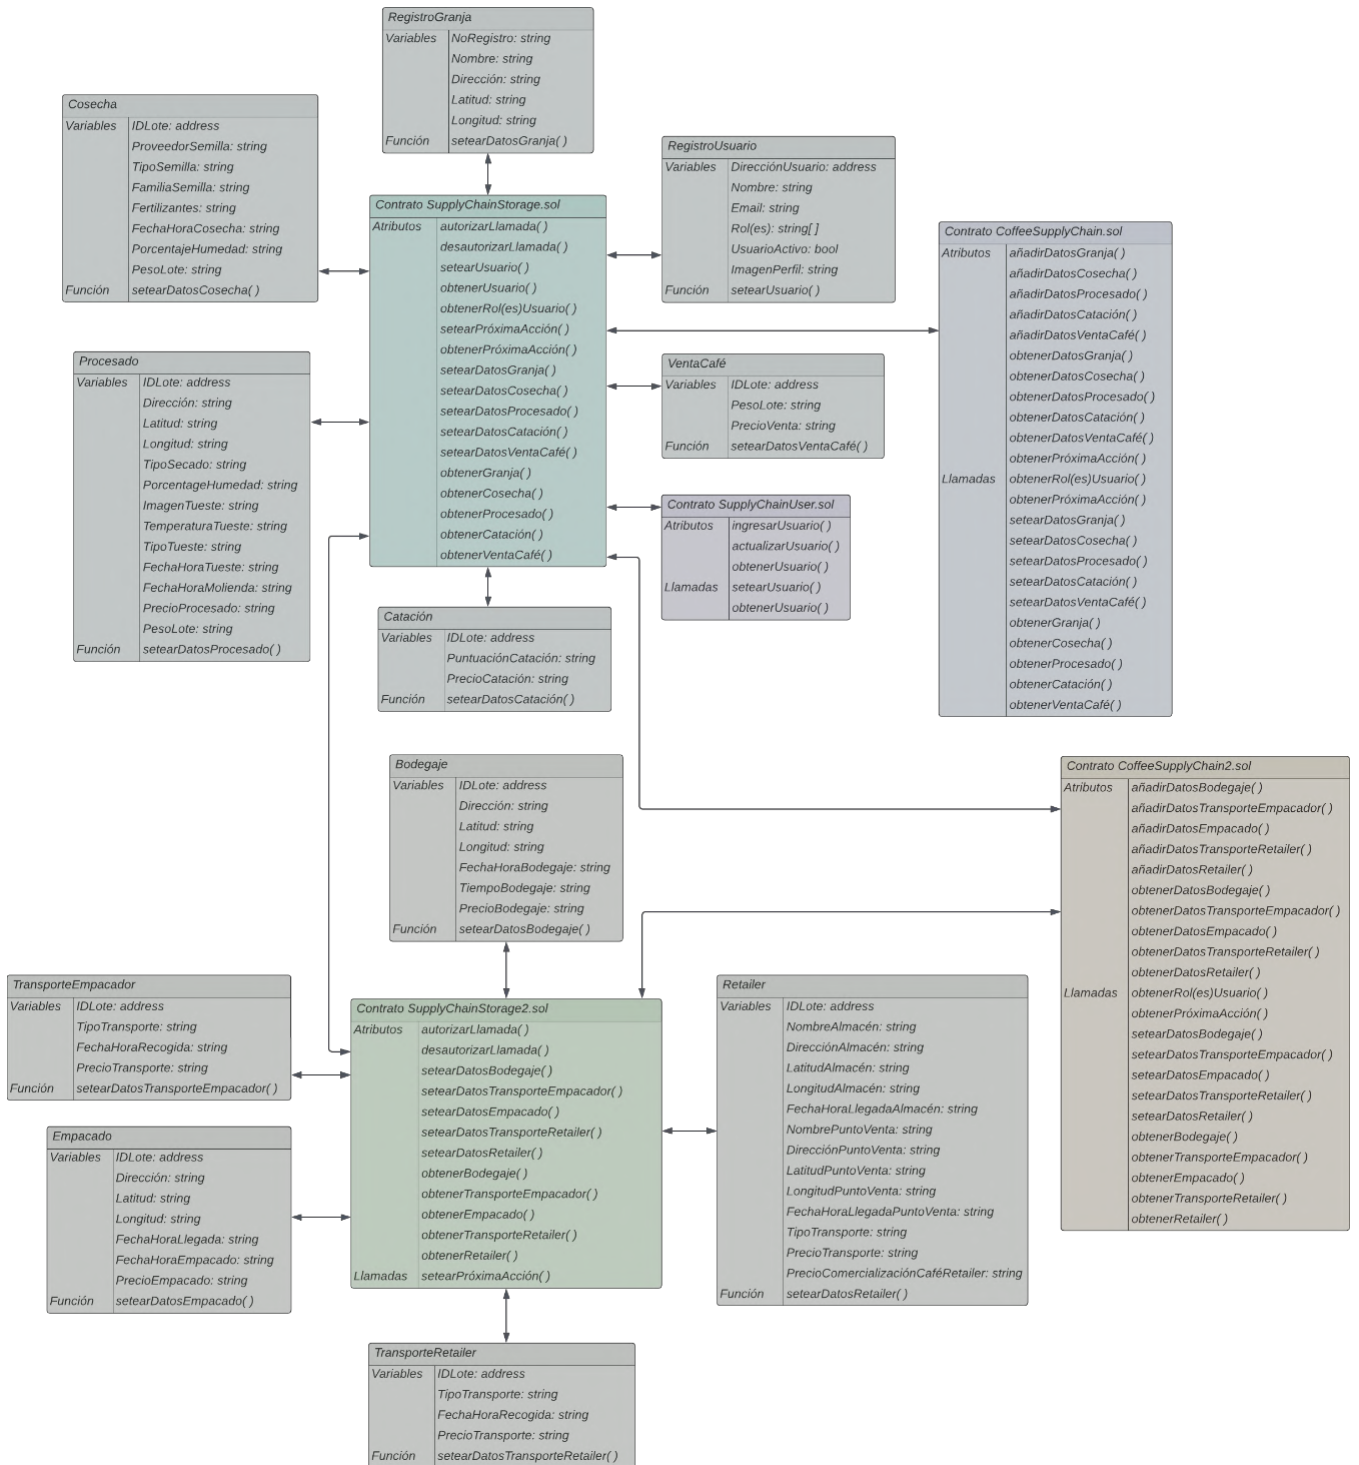 RegistroGranja
Variables NoRegistro: string
Nombre: string
Dirección: string
Latitud: string
Longitud: string
Función setearDatosGranja( )
Cosecha
Variables IDLote: address
ProveedorSemilla: string
TipoSemilla: string
FamiliaSemilla: string
Fertilizantes: string
FechaHoraCosecha: string
PorcentajeHumedad: string
PesoLote: string
Función setearDatosCosecha( )
RegistroUsuario
Variables DirecciónUsuario: address
Nombre: string
Email: string
Rol(es): string[ ]
UsuarioActivo: bool
ImagenPerfil: string
Función setearUsuario( )
Contrato SupplyChainStorage.sol
Atributos autorizarLlamada( )
desautorizarLlamada( )
setearUsuario( )
obtenerUsuario( )
obtenerRol(es)Usuario( )
setearPróximaAcción( )
obtenerPróximaAcción( )
setearDatosGranja( )
setearDatosCosecha( )
setearDatosProcesado( )
setearDatosCatación( )
setearDatosVentaCafé( )
obtenerGranja( )
obtenerCosecha( )
obtenerProcesado( )
obtenerCatación( )
obtenerVentaCafé( )
Contrato CoffeeSupplyChain.sol
Atributos añadirDatosGranja( )
añadirDatosCosecha( )
añadirDatosProcesado( )
añadirDatosCatación( )
añadirDatosVentaCafé( )
obtenerDatosGranja( )
obtenerDatosCosecha( )
obtenerDatosProcesado( )
obtenerDatosCatación( )
obtenerDatosVentaCafé( )
obtenerPróximaAcción( )
Llamadas obtenerRol(es)Usuario( )
obtenerPróximaAcción( )
setearDatosGranja( )
setearDatosCosecha( )
setearDatosProcesado( )
setearDatosCatación( )
setearDatosVentaCafé( )
obtenerGranja( )
obtenerCosecha( )
obtenerProcesado( )
obtenerCatación( )
obtenerVentaCafé( )
Procesado
Variables IDLote: address
Dirección: string
Latitud: string
Longitud: string
TipoSecado: string
PorcentageHumedad: string
ImagenTueste: string
TemperaturaTueste: string
TipoTueste: string
FechaHoraTueste: string
FechaHoraMolienda: string
PrecioProcesado: string
PesoLote: string
Función setearDatosProcesado( )
VentaCafé
Variables IDLote: address
PesoLote: string
PrecioVenta: string
Función setearDatosVentaCafé( )
Contrato SupplyChainUser.sol
Atributos ingresarUsuario( )
actualizarUsuario( )
obtenerUsuario( )
Llamadas setearUsuario( )
obtenerUsuario( )
Catación
Variables IDLote: address
PuntuaciónCatación: string
PrecioCatación: string
Función setearDatosCatación( )
Bodegaje
Variables IDLote: address
Dirección: string
Latitud: string
Longitud: string
FechaHoraBodegaje: string
TiempoBodegaje: string
PrecioBodegaje: string
Función setearDatosBodegaje( )
Contrato CoffeeSupplyChain2.sol
Atributos añadirDatosBodegaje( )
añadirDatosTransporteEmpacador( )
añadirDatosEmpacado( )
añadirDatosTransporteRetailer( )
añadirDatosRetailer( )
obtenerDatosBodegaje( )
obtenerDatosTransporteEmpacador( )
obtenerDatosEmpacado( )
obtenerDatosTransporteRetailer( )
obtenerDatosRetailer( )
Llamadas obtenerRol(es)Usuario( )
obtenerPróximaAcción( )
setearDatosBodegaje( )
setearDatosTransporteEmpacador( )
setearDatosEmpacado( )
setearDatosTransporteRetailer( )
setearDatosRetailer( )
obtenerBodegaje( )
obtenerTransporteEmpacador( )
obtenerEmpacado( )
obtenerTransporteRetailer( )
obtenerRetailer( )
TransporteEmpacador
Variables IDLote: address
TipoTransporte: string
FechaHoraRecogida: string
PrecioTransporte: string
Función setearDatosTransporteEmpacador( )
Contrato SupplyChainStorage2.sol
Atributos autorizarLlamada( )
desautorizarLlamada( )
setearDatosBodegaje( )
setearDatosTransporteEmpacador( )
setearDatosEmpacado( )
setearDatosTransporteRetailer( )
setearDatosRetailer( )
obtenerBodegaje( )
obtenerTransporteEmpacador( )
obtenerEmpacado( )
obtenerTransporteRetailer( )
obtenerRetailer( )
Llamadas setearPróximaAcción( )
Retailer
Variables IDLote: address
NombreAlmacén: string
DirecciónAlmacén: string
LatitudAlmacén: string
LongitudAlmacén: string
FechaHoraLlegadaAlmacén: string
NombrePuntoVenta: string
DirecciónPuntoVenta: string
LatitudPuntoVenta: string
LongitudPuntoVenta: string
FechaHoraLlegadaPuntoVenta: string
TipoTransporte: string
PrecioTransporte: string
PrecioComercializaciónCaféRetailer: string
Función setearDatosRetailer( )
Empacado
Variables IDLote: address
Dirección: string
Latitud: string
Longitud: string
FechaHoraLlegada: string
FechaHoraEmpacado: string
PrecioEmpacado: string
Función setearDatosEmpacado( )
TransporteRetailer
Variables IDLote: address
TipoTransporte: string
FechaHoraRecogida: string
PrecioTransporte: string
Función setearDatosTransporteRetailer( )